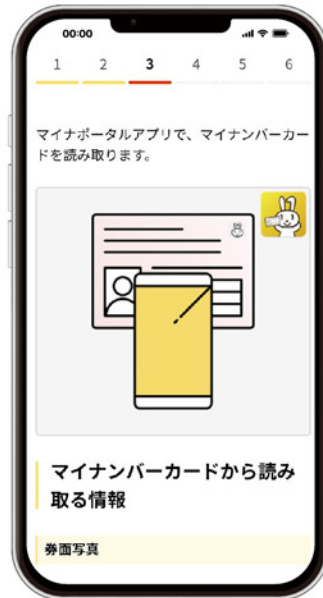 00:00
1 2 3 4 5 6
マイナポータルアプリで、マイナンバーカー
ドを読み取ります。
マイナンバーカードから読み
取る情報
券面写真